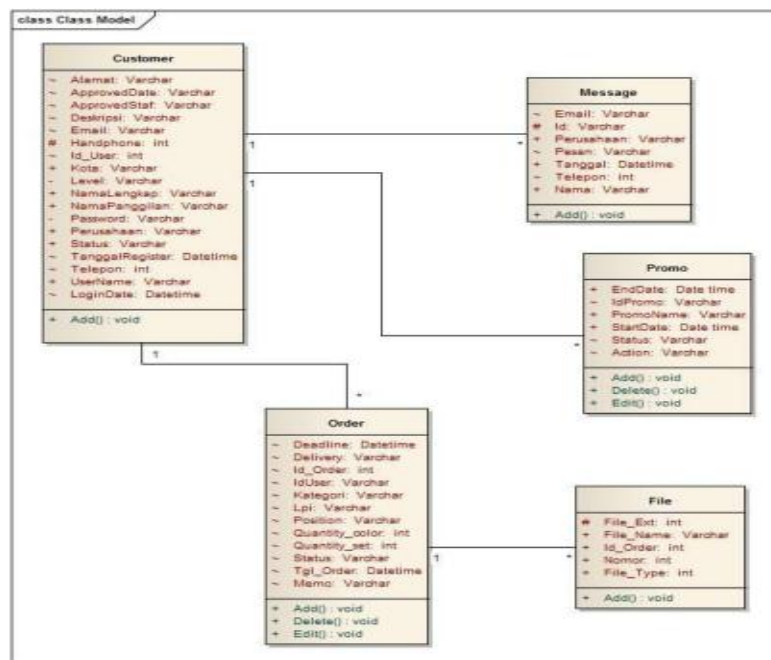 class Class Model
Customer
~ Alamat: Varchar
~ ApprovedDate: Varchar
~ ApprovedStaf: Varchar
~ Deskripsi: Varchar
~ Email: Varchar
# Handphone: int
~ Id_User: int
+ Kota: Varchar
- Level: Varchar
+ NamaLengkap: Varchar
+ NamaPanggilan: Varchar
- Password: Varchar
+ Perusahaan: Varchar
+ Status: Varchar
~ TanggalRegister: Datetime
~ Telepon: int
+ UserName: Varchar
~ LoginDate: Datetime
+ Add() : void
1
*
1
Message
~ Email: Varchar
# Id: Varchar
+ Perusahaan: Varchar
~ Pesan: Varchar
+ Tanggal: Datetime
~ Telepon: int
+ Nama: Varchar
+ Add() : void
Promo
+ EndDate: Date time
~ IdPromo: Varchar
+ PromoName: Varchar
+ StartDate: Date time
~ Status: Varchar
~ Action: Varchar
+ Add() : void
+ Delete() : void
+ Edit() : void
*
1
*
Order
~ Deadline: Datetime
~ Delivery: Varchar
~ Id_Order: int
~ IdUser: Varchar
~ Kategori: Varchar
~ Lpi: Varchar
~ Position: Varchar
~ Quantity_color: int
~ Quantity_set: int
~ Status: Varchar
~ Tgl_Order: Datetime
~ Memo: Varchar
+ Add() : void
+ Delete() : void
+ Edit() : void
1
*
File
# File_Ext: int
+ File_Name: Varchar
+ Id_Order: int
+ Nomor: int
+ File_Type: int
+ Add() : void